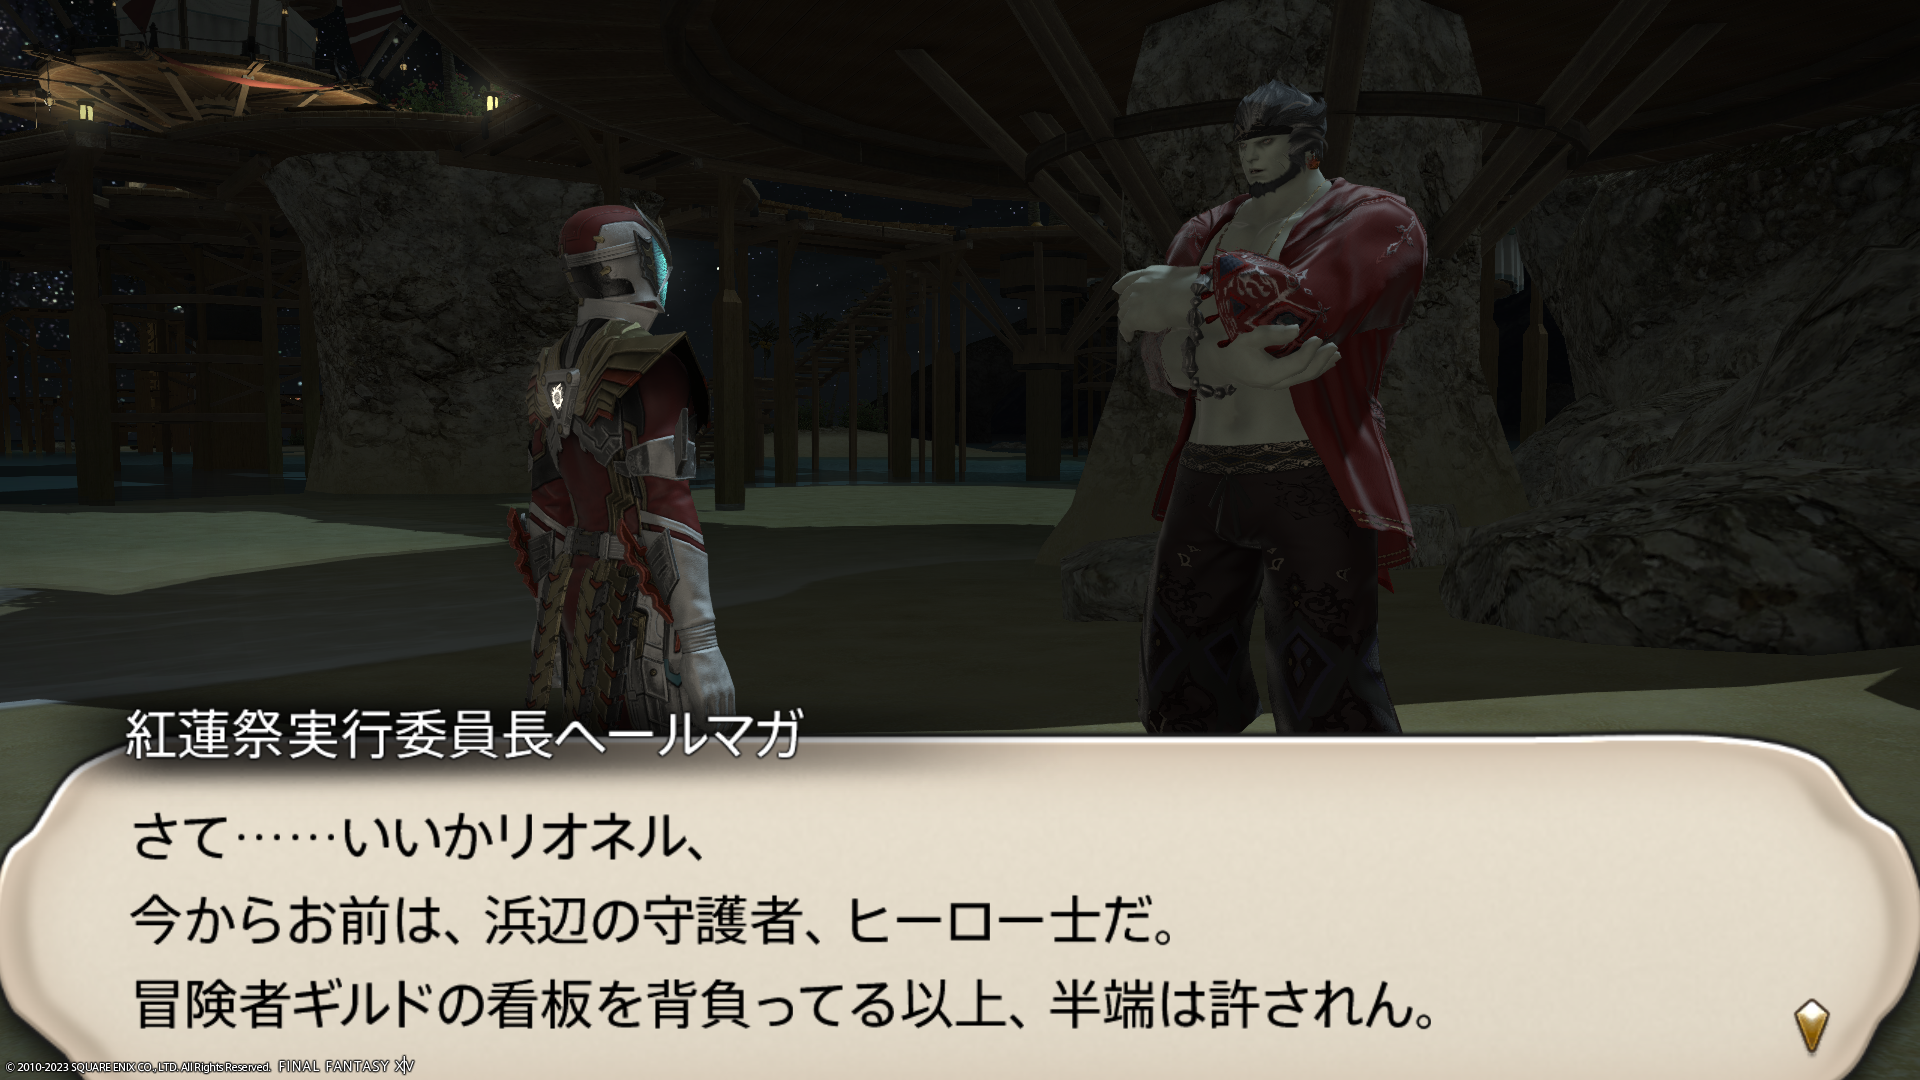 紅蓮祭実行委員長ヘールマガ
さて……いいかリオネル、
今からお前は、浜辺の守護者、ヒーロー士だ。
冒険者ギルドの看板を背負ってる以上、半端は許されん。
© 2010-2023 SQUARE ENIX CO., LTD. All Rights Reserved. FINAL FANTASY XIV